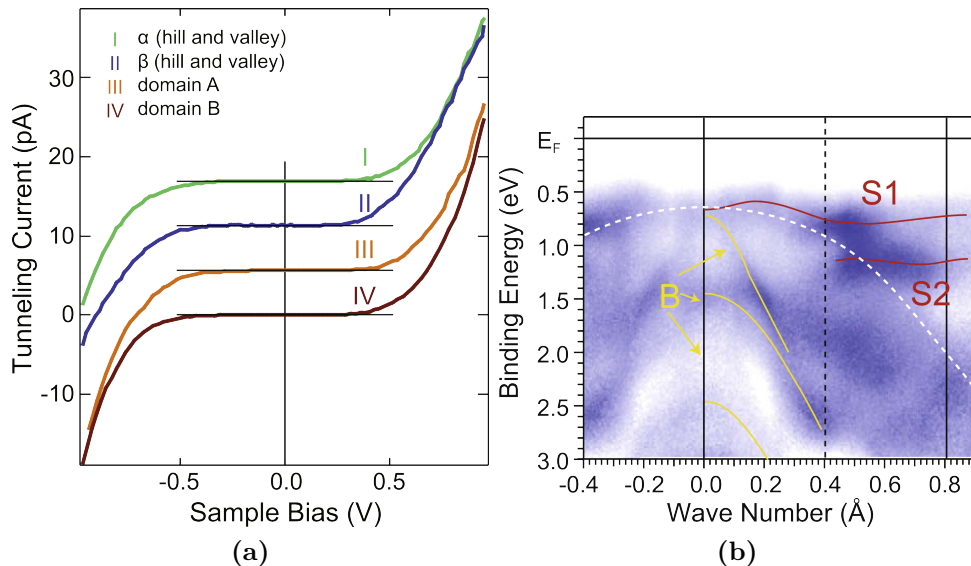 I α (hill and valley)
II β (hill and valley)
III domain A
IV domain B
Tunneling Current (pA)
30
20
10
0
-10
I
II
III
IV
-0.5 0.0 0.5
Sample Bias (V)
(a)
Binding Energy (eV)
EF
0.5
1.0
1.5
2.0
2.5
3.0
S1
S2
B
-0.4 -0.2 0.0 0.2 0.4 0.6 0.8
Wave Number (Å)
(b)